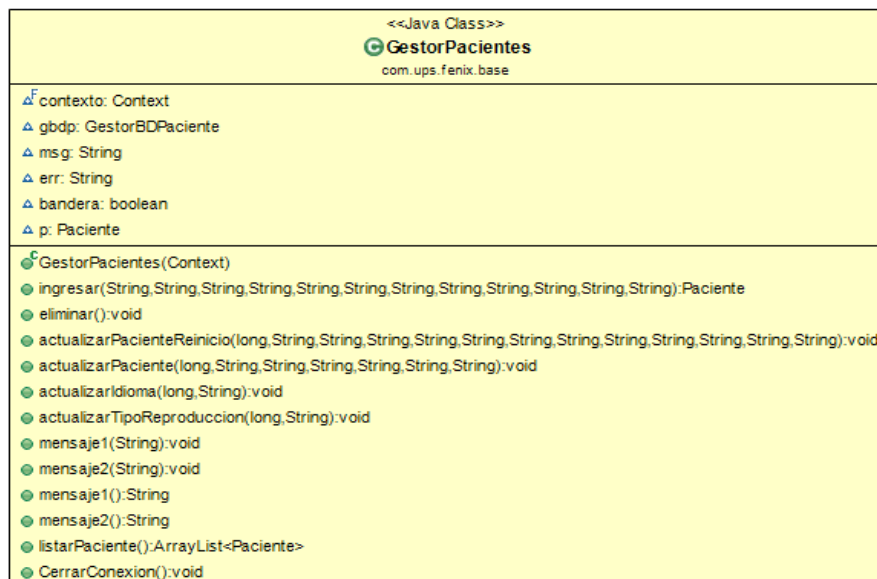 <<Java Class>>
GestorPacientes
com.ups.fenix.base
contexto: Context
gbdp: GestorBDPaciente
msg: String
err: String
bandera: boolean
p: Paciente
GestorPacientes(Context)
ingresar(String,String,String,String,String,String,String,String,String,String,String,String):Paciente
eliminar():void
actualizarPacienteReinicio(long,String,String,String,String,String,String,String,String,String,String,String,String):void
actualizarPaciente(long,String,String,String,String,String,String):void
actualizarIdioma(long,String):void
actualizarTipoReproduccion(long,String):void
mensaje1(String):void
mensaje2(String):void
mensaje1():String
mensaje2():String
listarPaciente():ArrayList<Paciente>
CerrarConexion():void